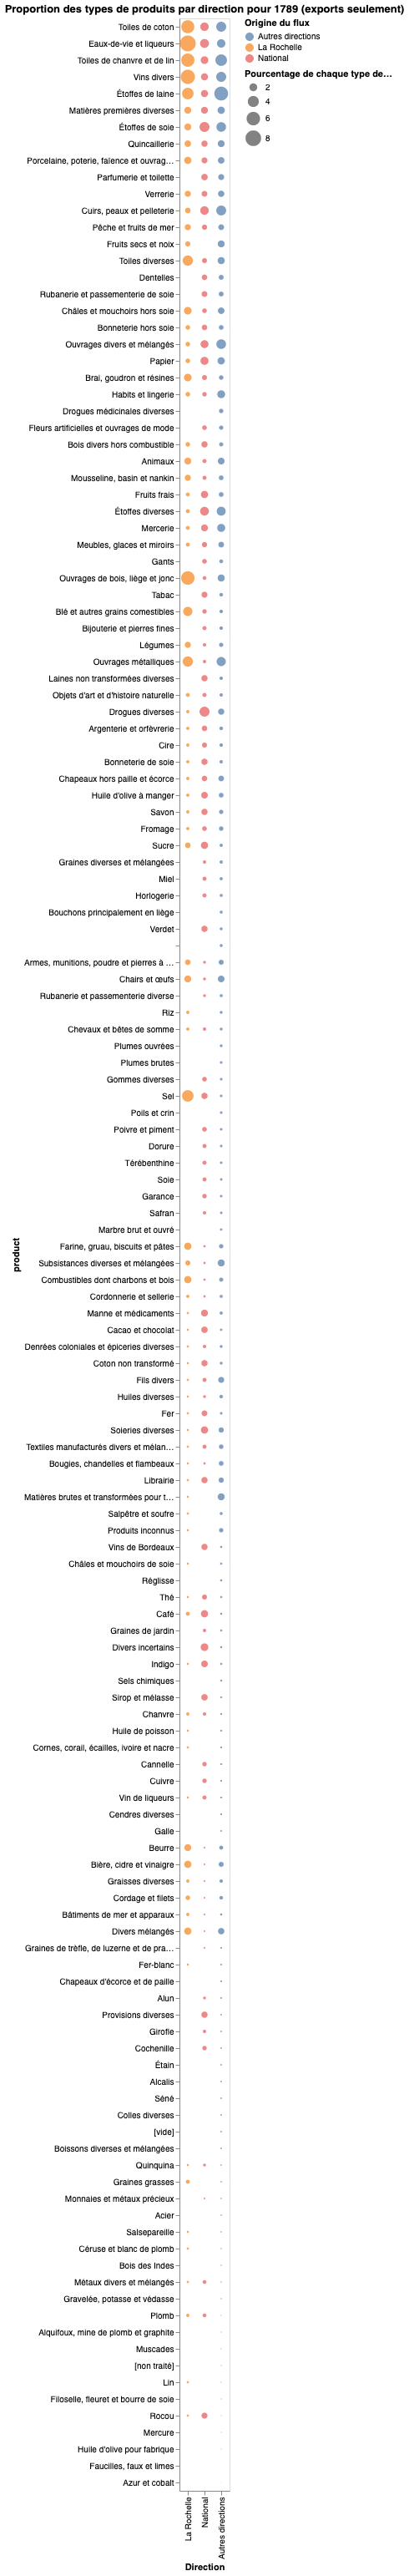 Proportion des types de produits par direction pour 1789 (exports seulement)
Origine du flux
Autres directions
La Rochelle
National
Pourcentage de chaque type de…
2
4
6
8
Toiles de coton
Eaux-de-vie et liqueurs
Toiles de chanvre et de lin
Vins divers
Étoffes de laine
Matières premières diverses
Étoffes de soie
Quincaillerie
Porcelaine, poterie, faïence et ouvrag…
Parfumerie et toilette
Verrerie
Cuirs, peaux et pelleterie
Pêche et fruits de mer
Fruits secs et noix
Toiles diverses
Dentelles
Rubanerie et passementerie de soie
Châles et mouchoirs hors soie
Bonneterie hors soie
Ouvrages divers et mélangés
Papier
Brai, goudron et résines
Habits et lingerie
Drogues médicinales diverses
Fleurs artificielles et ouvrages de mode
Bois divers hors combustible
Animaux
Mousseline, basin et nankin
Fruits frais
Étoffes diverses
Mercerie
Meubles, glaces et miroirs
Gants
Ouvrages de bois, liège et jonc
Tabac
Blé et autres grains comestibles
Bijouterie et pierres fines
Légumes
Ouvrages métalliques
Laines non transformées diverses
Objets d'art et d'histoire naturelle
Drogues diverses
Argenterie et orfèvrerie
Cire
Bonneterie de soie
Chapeaux hors paille et écorce
Huile d'olive à manger
Savon
Fromage
Sucre
Graines diverses et mélangées
Miel
Horlogerie
Bouchons principalement en liège
Verdet
Armes, munitions, poudre et pierres à …
Chairs et œufs
Rubanerie et passementerie diverse
Riz
Chevaux et bêtes de somme
Plumes ouvrées
Plumes brutes
Gommes diverses
Sel
Poils et crin
Poivre et piment
Dorure
Térébenthine
Soie
Garance
Safran
Marbre brut et ouvré
product
Farine, gruau, biscuits et pâtes
Subsistances diverses et mélangées
Combustibles dont charbons et bois
Cordonnerie et sellerie
Manne et médicaments
Cacao et chocolat
Denrées coloniales et épiceries diverses
Coton non transformé
Fils divers
Huiles diverses
Fer
Soieries diverses
Textiles manufacturés divers et mélan…
Bougies, chandelles et flambeaux
Librairie
Matières brutes et transformées pour t…
Salpêtre et soufre
Produits inconnus
Vins de Bordeaux
Châles et mouchoirs de soie
Réglisse
Thé
Café
Graines de jardin
Divers incertains
Indigo
Sels chimiques
Sirop et mélasse
Chanvre
Huile de poisson
Cornes, corail, écailles, ivoire et nacre
Cannelle
Cuivre
Vin de liqueurs
Cendres diverses
Galle
Beurre
Bière, cidre et vinaigre
Graisses diverses
Cordage et filets
Bâtiments de mer et apparaux
Divers mélangés
Graines de trèfle, de luzerne et de pra…
Fer-blanc
Chapeaux d'écorce et de paille
Alun
Provisions diverses
Girofle
Cochenille
Étain
Alcalis
Séné
Colles diverses
[vide]
Boissons diverses et mélangées
Quinquina
Graines grasses
Monnaies et métaux précieux
Acier
Salsepareille
Céruse et blanc de plomb
Bois des Indes
Métaux divers et mélangés
Gravelée, potasse et védasse
Plomb
Alquifoux, mine de plomb et graphite
Muscades
[non traité]
Lin
Filoselle, fleuret et bourre de soie
Rocou
Mercure
Huile d'olive pour fabrique
Faucilles, faux et limes
Azur et cobalt
La Rochelle
National
Autres directions
Direction